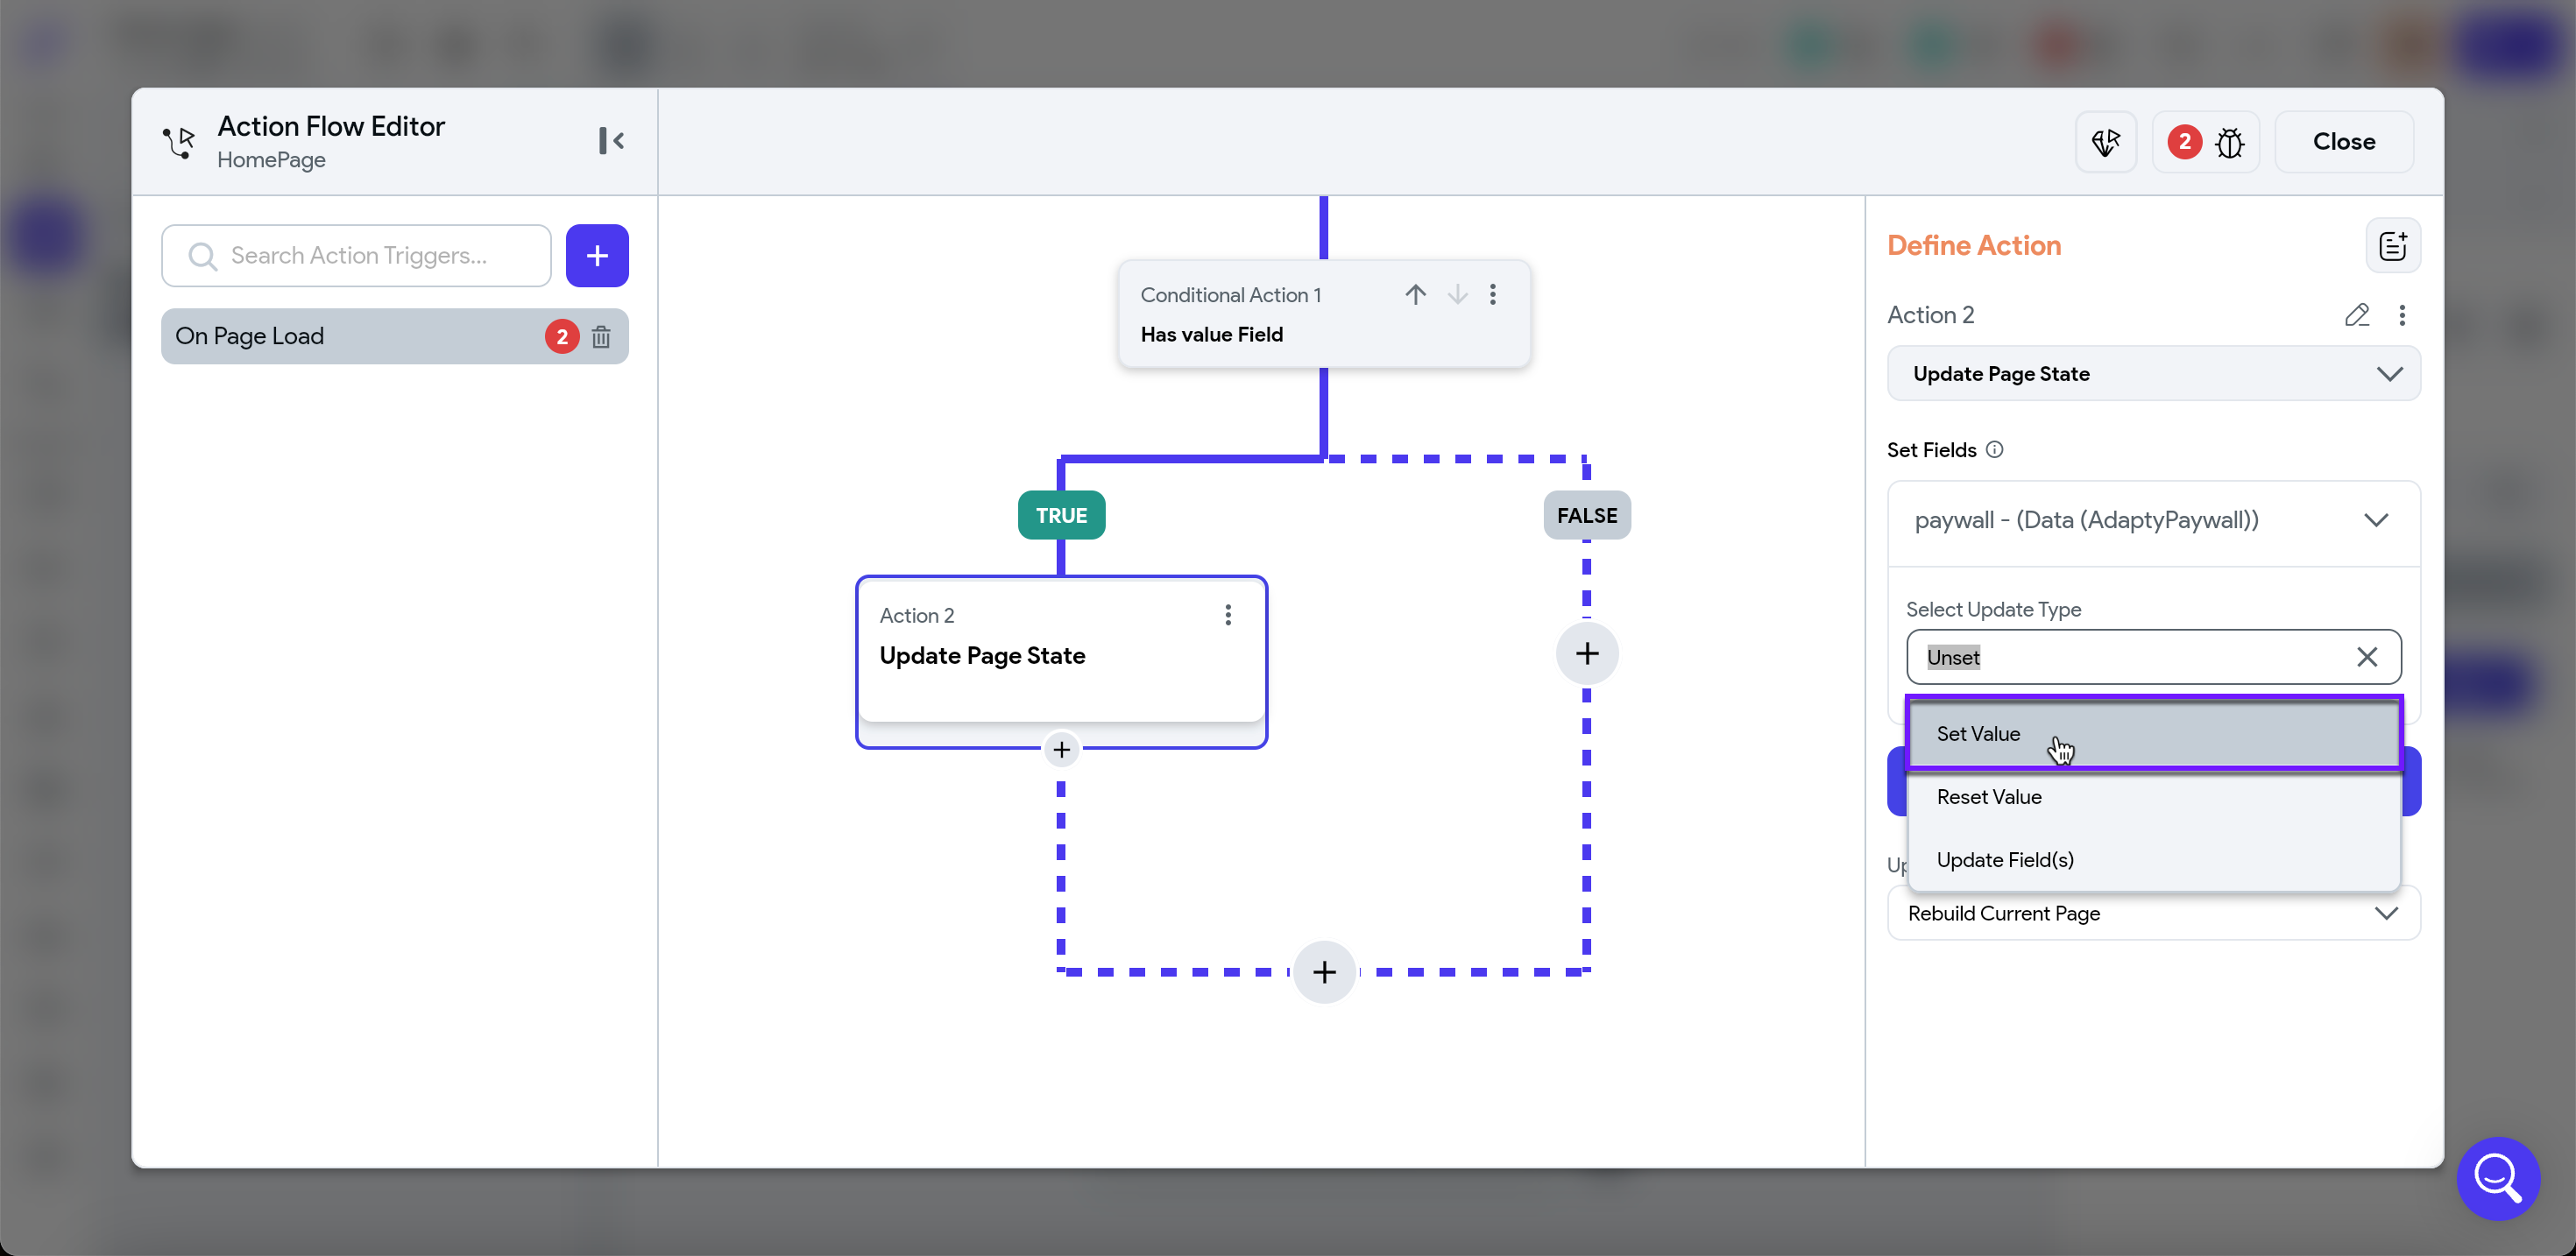 Action Flow Editor
HomePage
2
Close
Search Action Triggers...
On Page Load
2
Conditional Action 1
Has value Field
TRUE
FALSE
Action 2
Update Page State
Define Action
Action 2
Update Page State
Set Fields
paywall - (Data (AdaptyPaywall))
Select Update Type
Unset
Set Value
Reset Value
Update Field(s)
Rebuild Current Page